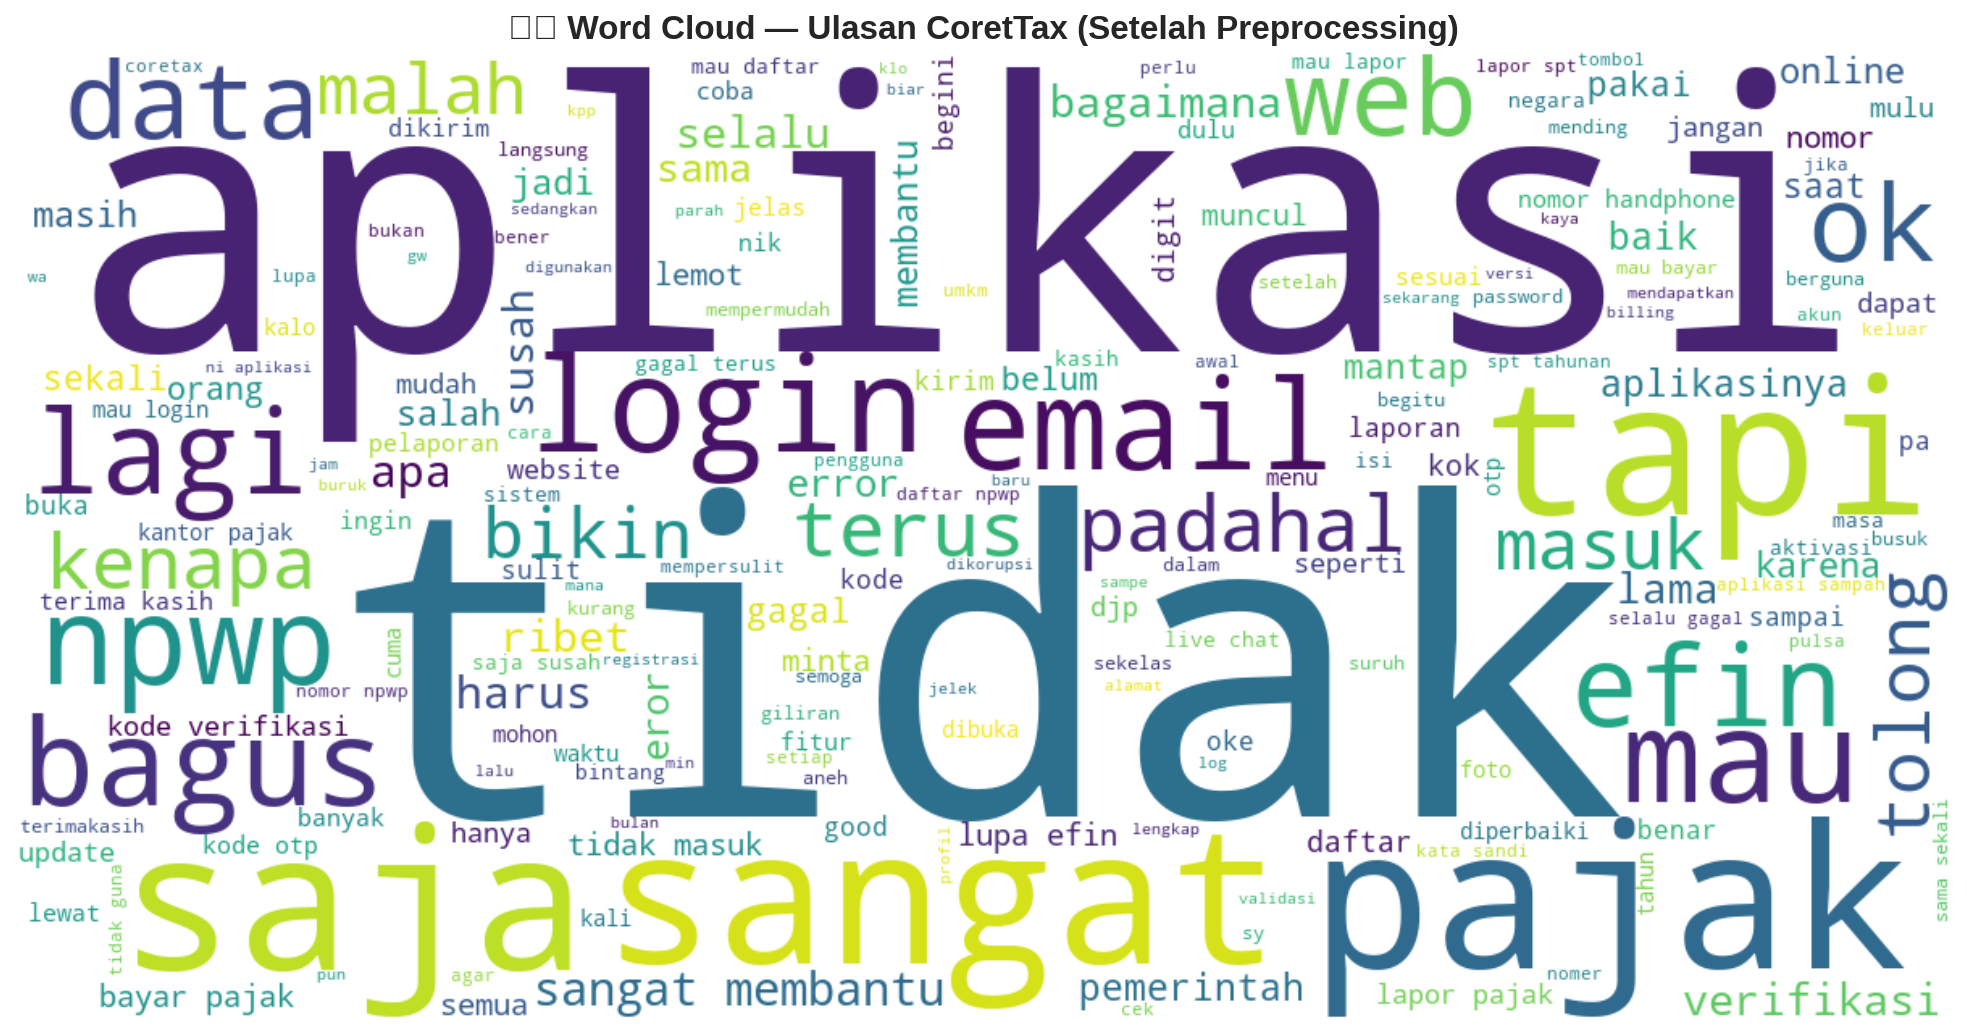 Word Cloud — Ulasan CoretTax (Setelah Preprocessing)
coretax
data
malah
kpp
mau daftar
coba
klo
biar
begini
perlu
mau lapor
lapor spt
tombol
online
web
bagaimana
negara
pakai
mulu
dikirim
selalu
dulu
mending
jangan
nomor
langsung
sama
membantu
jika
saat
aplikasi
jadi
masih
sedangkan
parah
jelas
digit
muncul
nomor handphone
kaya
ok
bukan
bener
nik
baik
gw
digunakan
lemot
wa
lupa
umkm
setelah
sesuai
versi
mau bayar
berguna
sekarang
password
mendapatkan
dapat
kalo
susah
mempermudah
billing
akun
keluar
ni aplikasi
gagal terus
kasih
awal
mantap
spt tahunan
sekali
orang
mudah
login
kirim
belum
aplikasinya
mau login
salah
email
begitu
tapi
lagi
pelaporan
cara
laporan
pa
jam
apa
website
pengguna
isi
kok
otp
buruk
sistem
error
daftar npwp
baru
menu
buka
ingin
bikin
terus
padahal
masuk
masa
kantor pajak
aktivasi
busuk
kenapa
sulit
mempersulit
dikorupsi
dalam
seperti
karena
mana
kode
sampe
lama
aplikasi sampah
terima kasih
tidak
kurang
gagal
djp
selalu gagal
sampai
tolong
npwp
cuma
ribet
live chat
pulsa
saja susah
registrasi
minta
sekelas
suruh
efin
nomor npwp
harus
eror
semoga
jelek
alamat
bagus
kode verifikasi
giliran
mohon
dibuka
oke
mau
waktu
fitur
setiap
lalu
bintang
min
aneh
log
foto
terimakasih
banyak
hanya
bulan
good
lupa efin
lengkap
daftar
diperbaiki
benar
update
kode otp
tidak masuk
kata sandi
sama sekali
tidak guna
saja
sangat
profil
pajak
tahun
lewat
kali
validasi
sy
pun
agar
nomer
bayar pajak
semua
sangat membantu
cek
pemerintah
lapor pajak
verifikasi